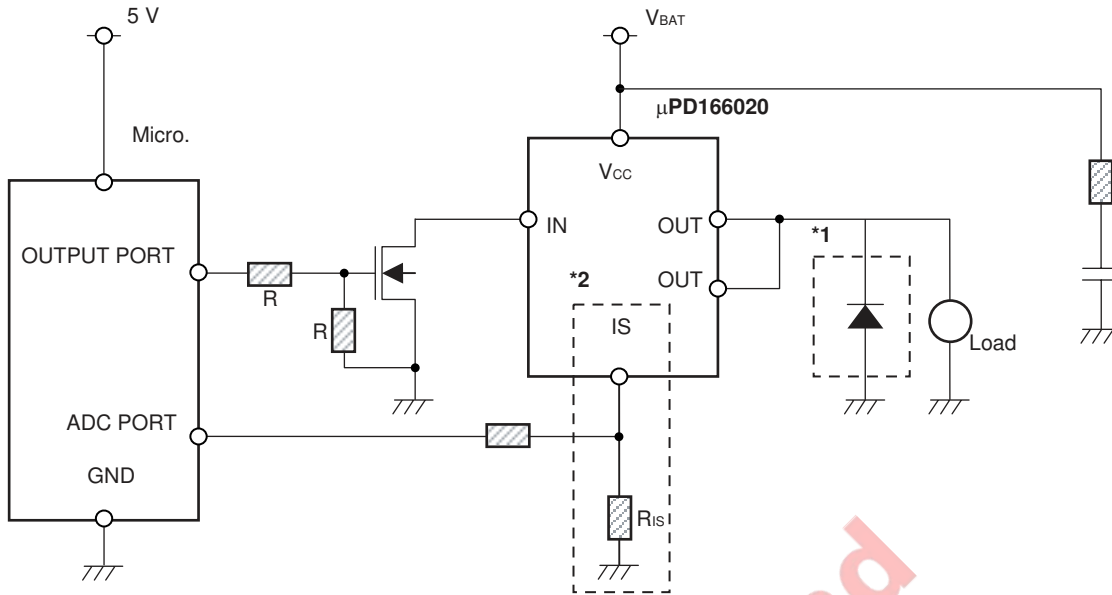 5 V
VBAT
µPD166020
Micro.
VCC
IN
OUT
*1
OUTPUT PORT
R
*2
OUT
R
IS
Load
ADC PORT
GND
RIS